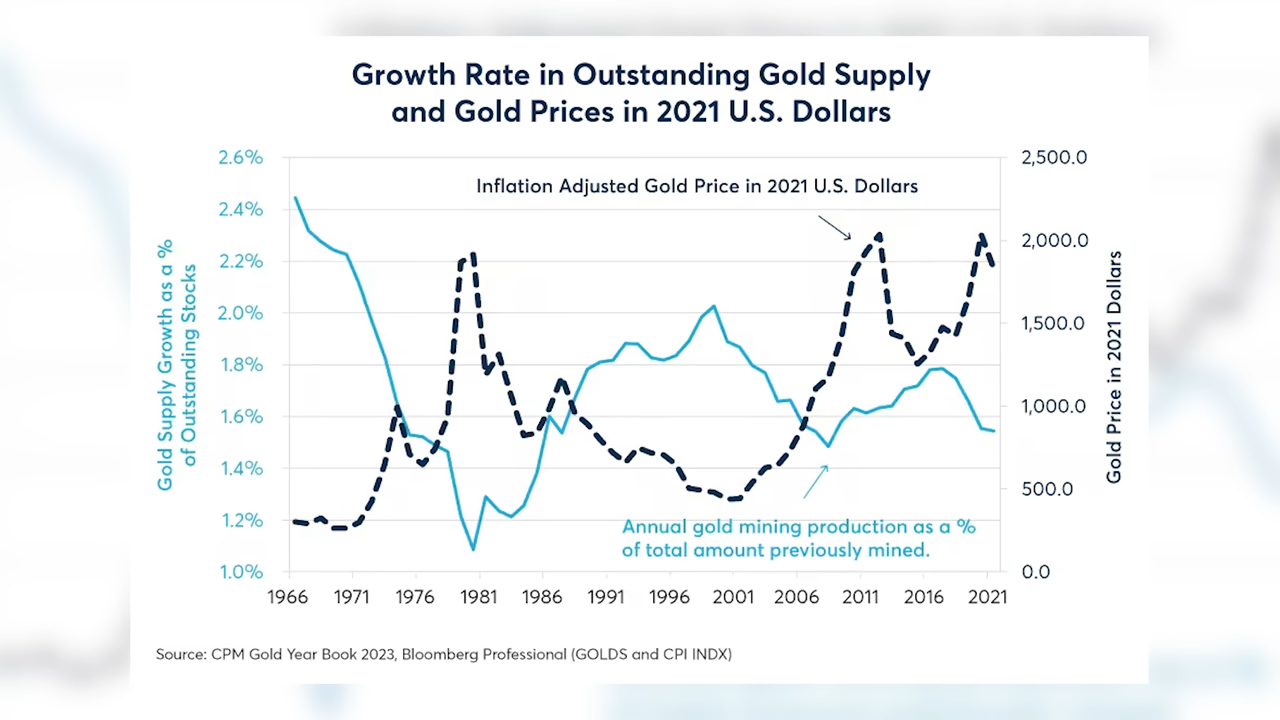 Growth Rate in Outstanding Gold Supply
and Gold Prices in 2021 U.S. Dollars
2.6%
2.4%
2.2%
2.0%
1.8%
1.6%
1.4%
1.2%
1.0%
Gold Supply Growth as a %
of Outstanding Stocks
Inflation Adjusted Gold Price in 2021 U.S. Dollars
Annual gold mining production as a %
of total amount previously mined.
2,500.0
2,000.0
1,500.0
1,000.0
500.0
0.0
Gold Price in 2021 Dollars
1966 1971 1976 1981 1986 1991 1996 2001 2006 2011 2016 2021
Source: CPM Gold Year Book 2023, Bloomberg Professional (GOLDS and CPI INDX)